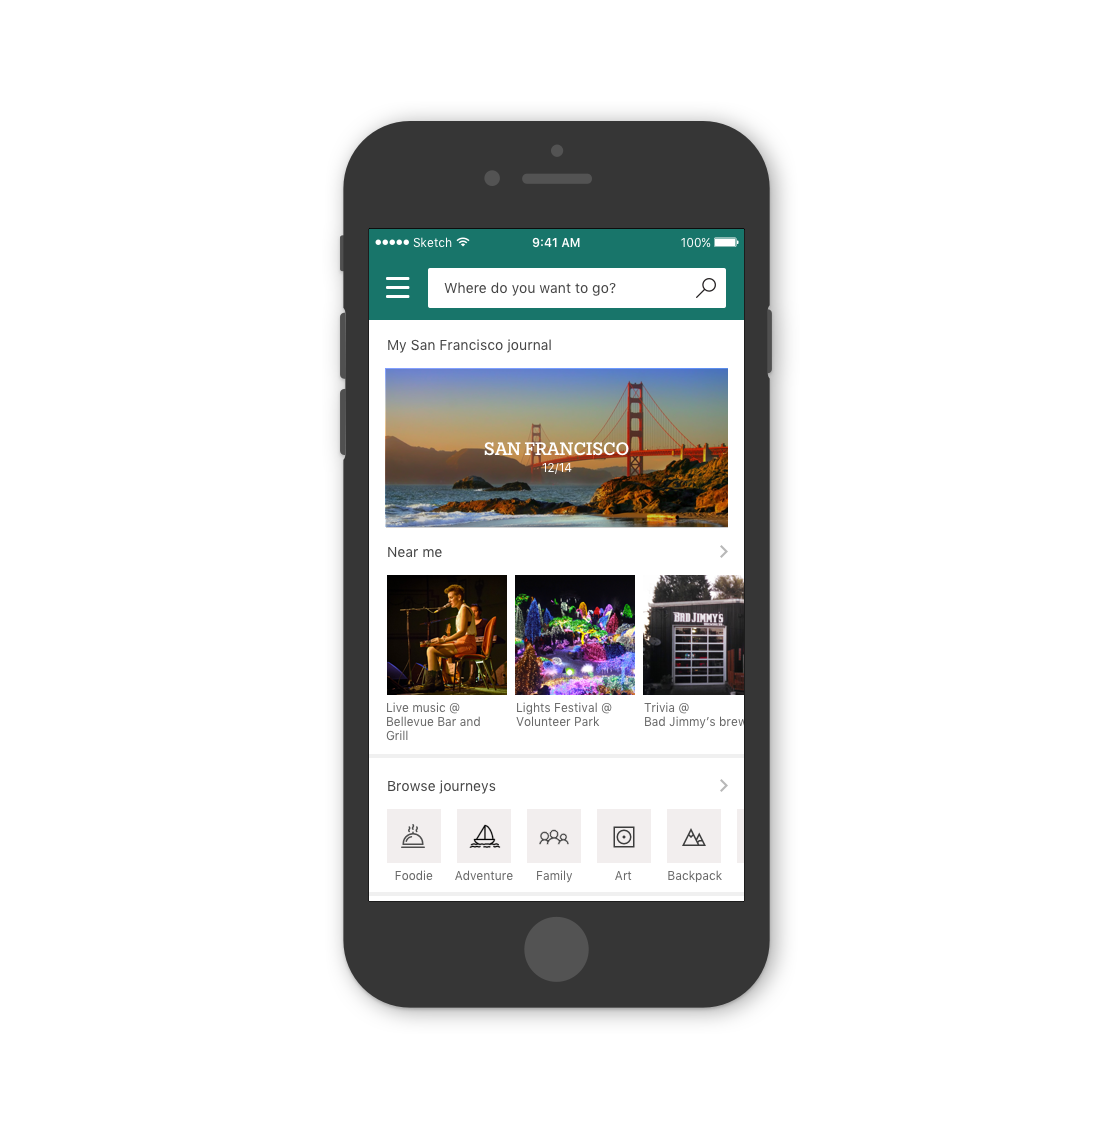 Sketch 9:41 AM 100%
Where do you want to go?
My San Francisco journal
SAN FRANCISCO
12/14
Near me
BAD JIMMY'S
Live music @
Bellevue Bar and
Grill
Lights Festival @
Volunteer Park
Trivia @
Bad Jimmy's brew
Browse journeys
Foodie
Adventure
Family
Art
Backpack